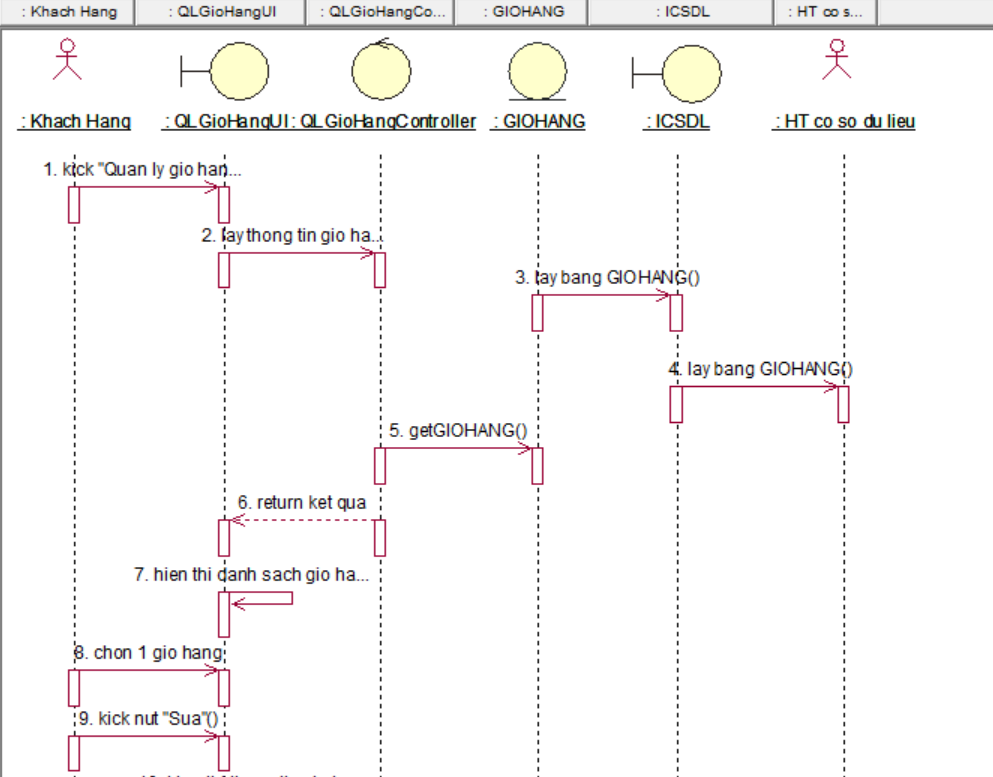 : Khach Hang
: QLGioHangUI
: QLGioHangCo...
: GIOHANG
: ICSDL
: HT co s...
: Khach Hang
: QLGioHangUI
: QLGioHangController
: GIOHANG
: ICSDL
: HT co so du lieu
1. kick "Quan ly gio han...
2. lay thong tin gio ha...
3. lay bang GIOHANG()
4. lay bang GIOHANG()
5. getGIOHANG()
6. return ket qua
7. hien thi danh sach gio ha...
8. chon 1 gio hang
9. kick nut "Sua"()